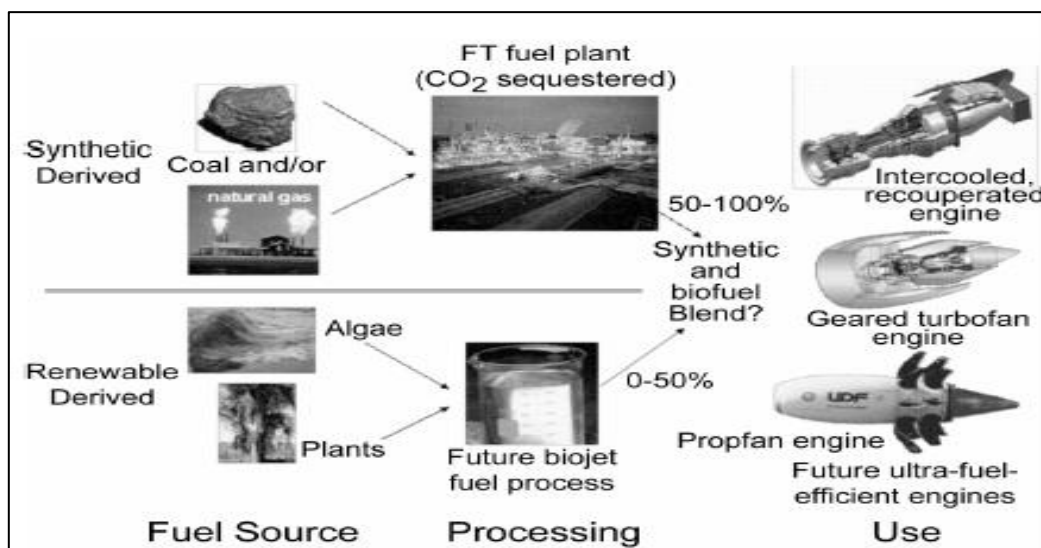 FT fuel plant
(CO2 sequestered)
Synthetic
Derived
Coal and/or
natural gas
50-100%
Synthetic
and
biofuel
Blend?
Intercooled,
recouperated
engine
Geared turbofan
engine
Algae
Renewable
Derived
Plants
0-50%
Future biojet
fuel process
UDF
Propfan engine
Future ultra-fuel-
efficient engines
Fuel Source
Processing
Use